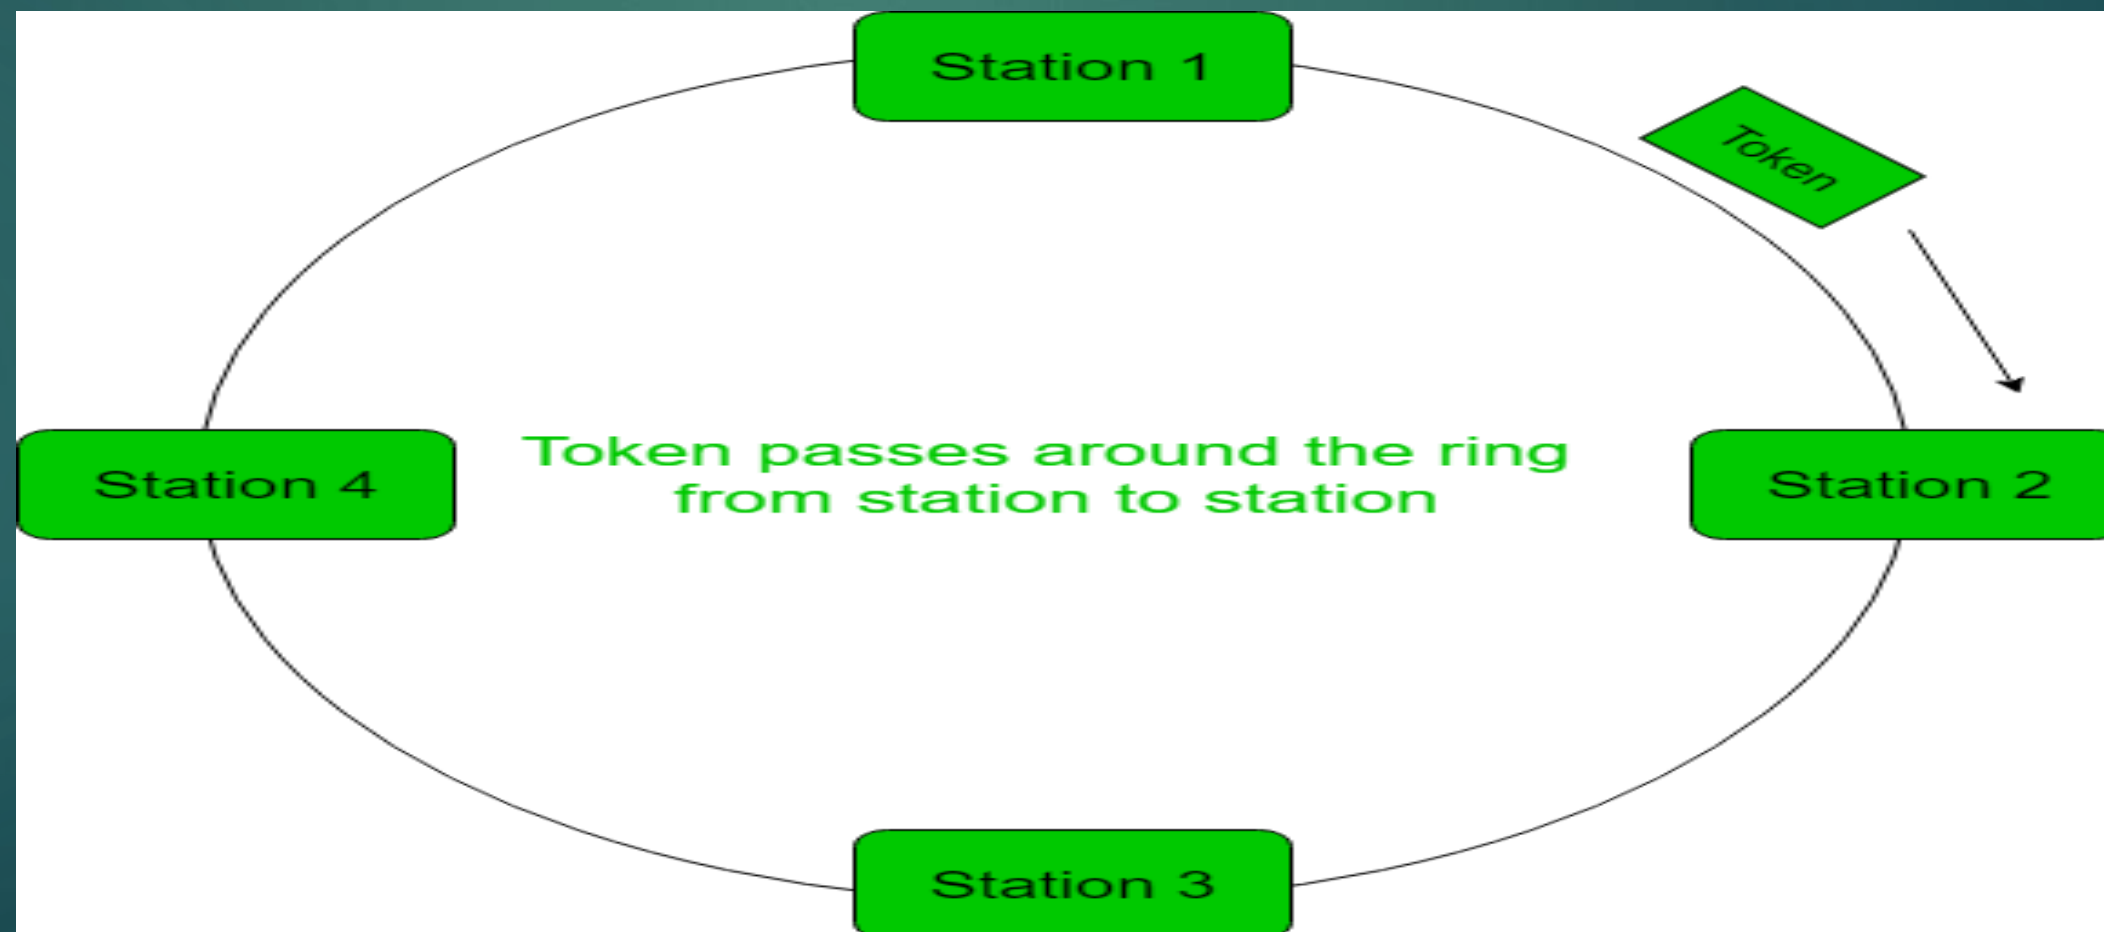 Station 1
Token
Station 4
Token passes around the ring
from station to station
Station 2
Station 3